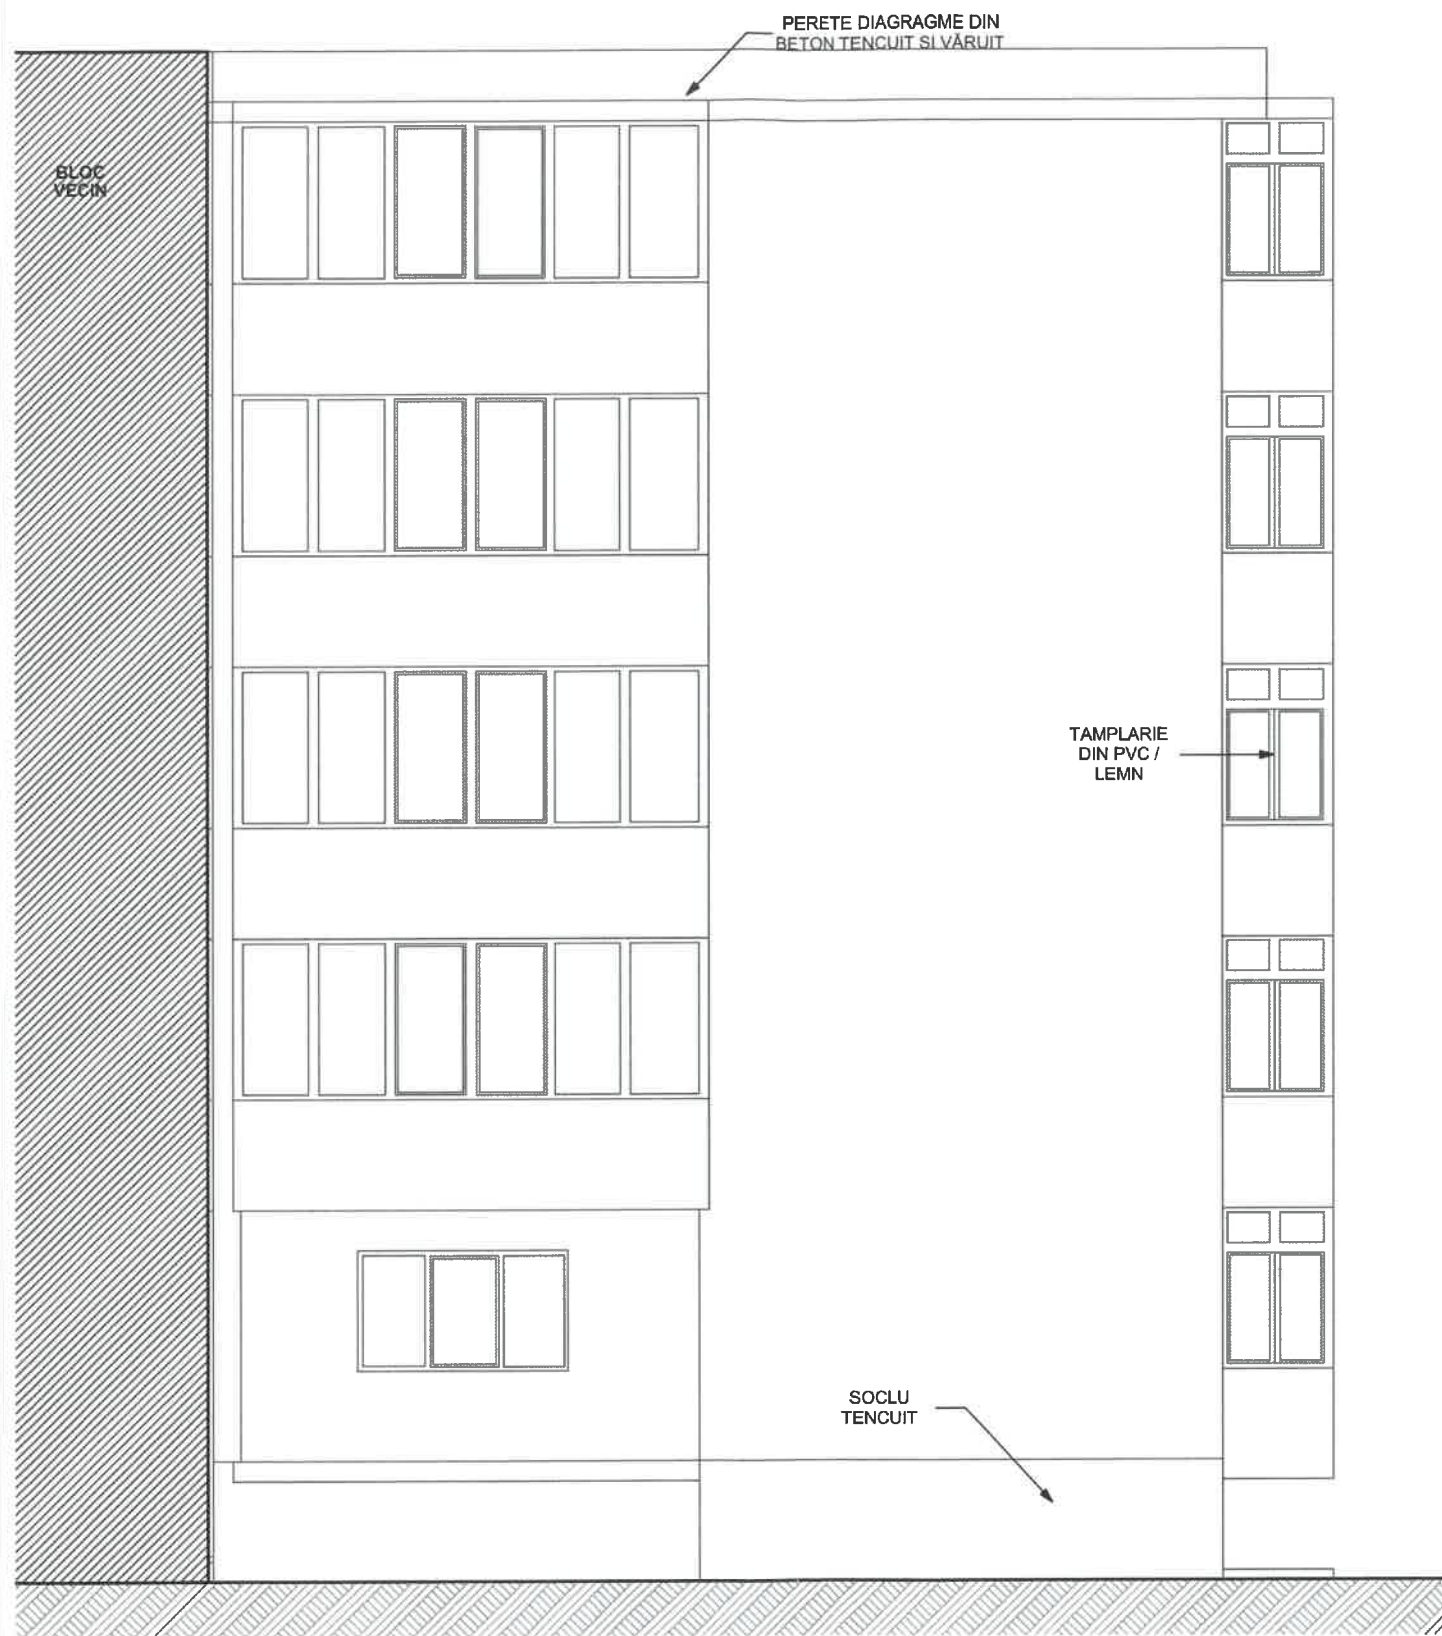 PERETE DIAGRAGME DIN
BETON TENCUIT SI VĂRUIT
BLOC
VECIN
TAMPLARIE
DIN PVC /
LEMN
SOCLU
TENCUIT